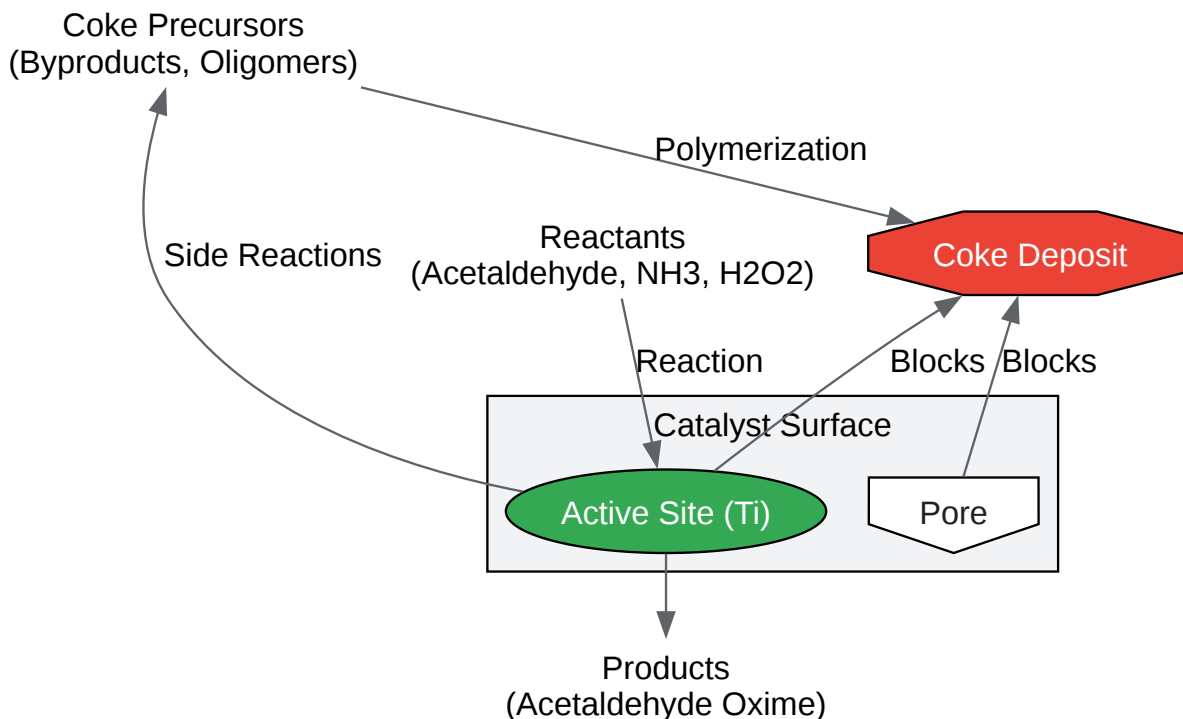 Coke Precursors
(Byproducts, Oligomers)
Polymerization
Side Reactions
Reactants
(Acetaldehyde, NH3, H2O2)
Coke Deposit
Reaction
Blocks
Blocks
Catalyst Surface
Active Site (Ti)
Pore
Products
(Acetaldehyde Oxime)